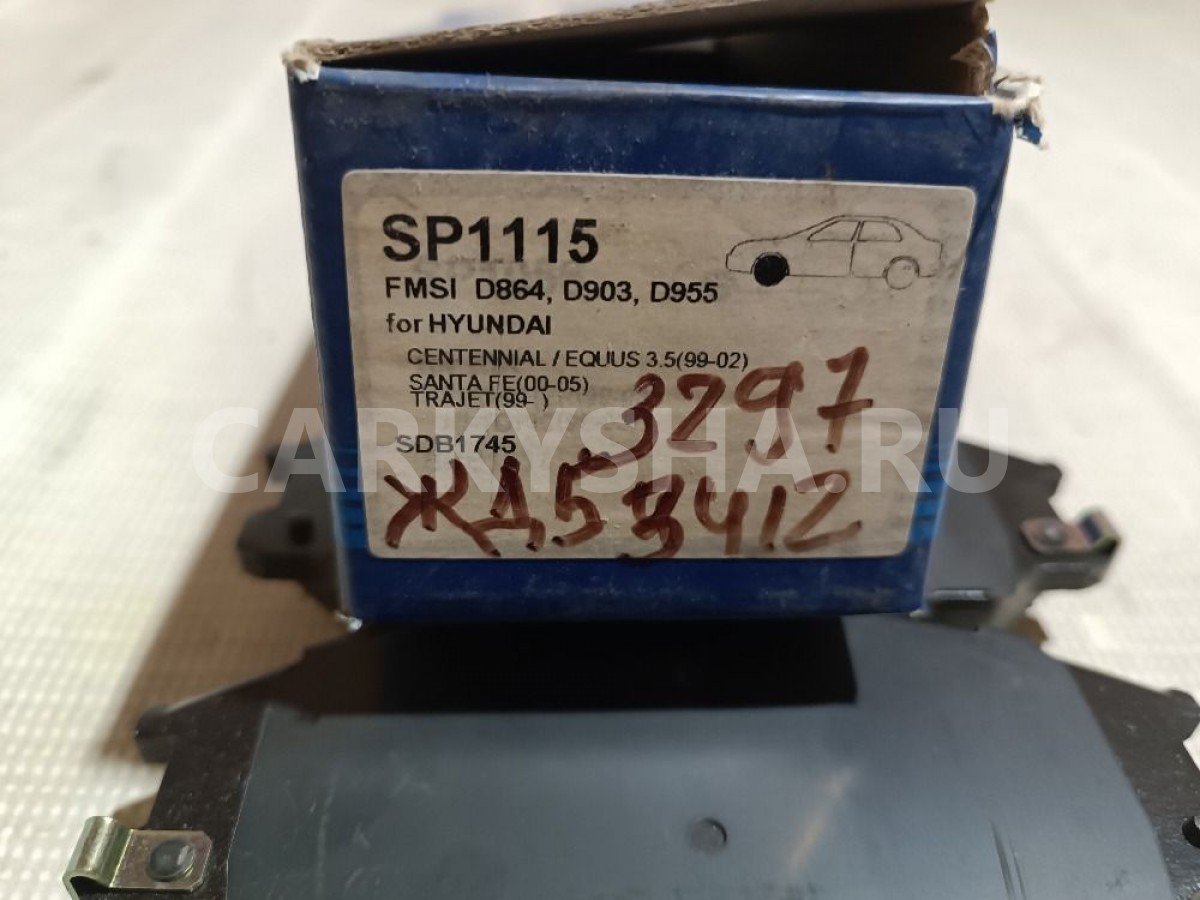 SP1115
FMSI D864, D903, D955
for HYUNDAI
CENTENNIAL / EQUUS 3.5(99-02)
SANTA FE(00-05)
TRAJET(99- )
3297
SDB1745
CARKYSHA.RU
ЖД53412